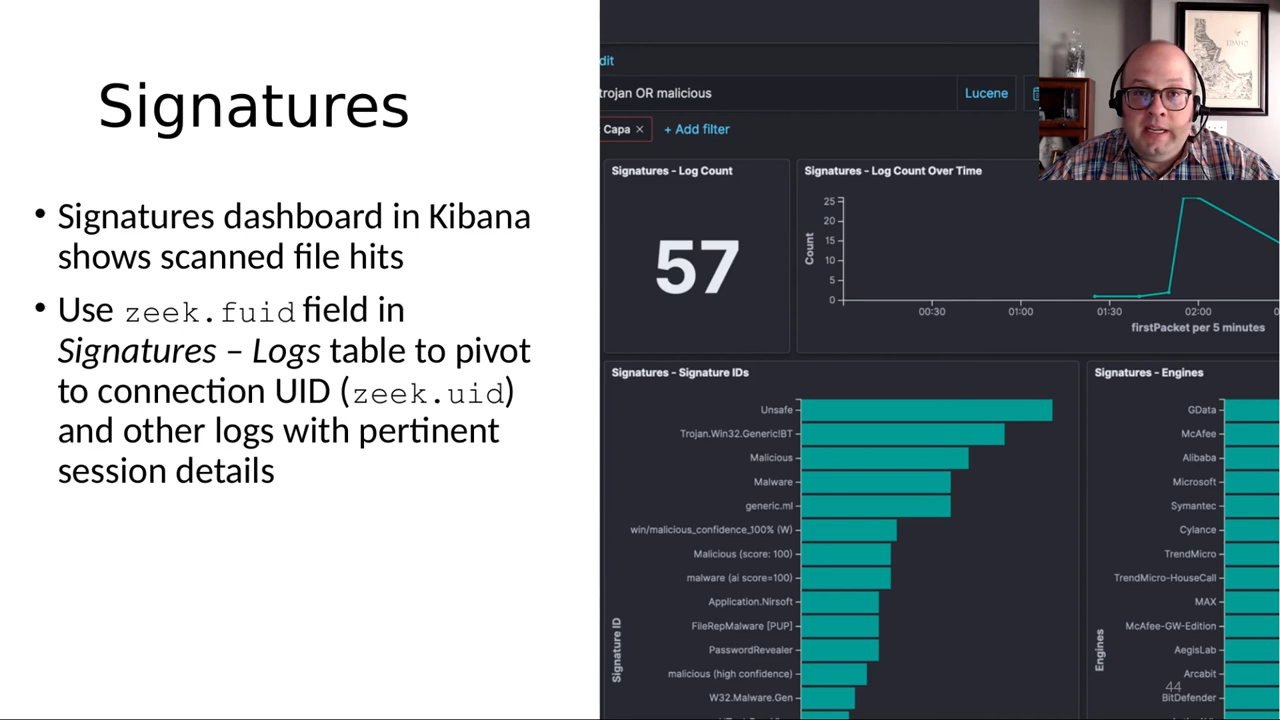 Signatures
• Signatures dashboard in Kibana
shows scanned file hits
• Use zeek.fuid field in
Signatures – Logs table to pivot
to connection UID (zeek.uid)
and other logs with pertinent
session details
dit
trojan OR malicious
Lucene
Capa ×
+ Add filter
Signatures - Log Count
57
Signatures - Log Count Over Time
Count
25
20
15
10
5
0
00:30
01:00
01:30
02:00
firstPacket per 5 minutes
Signatures - Signature IDs
Signature ID
Unsafe
Trojan.Win32.Generic!BT
Malicious
Malware
generic.ml
win/malicious_confidence_100% (W)
Malicious (score: 100)
malware (ai score=100)
Application.Nirsoft
FileRepMalware [PUP]
PasswordRevealer
malicious (high confidence)
W32.Malware.Gen
Signatures - Engines
Engines
GData
McAfee
Alibaba
Microsoft
Symantec
Cylance
TrendMicro
TrendMicro-HouseCall
MAX
McAfee-GW-Edition
AegisLab
Arcabit
BitDefender
44